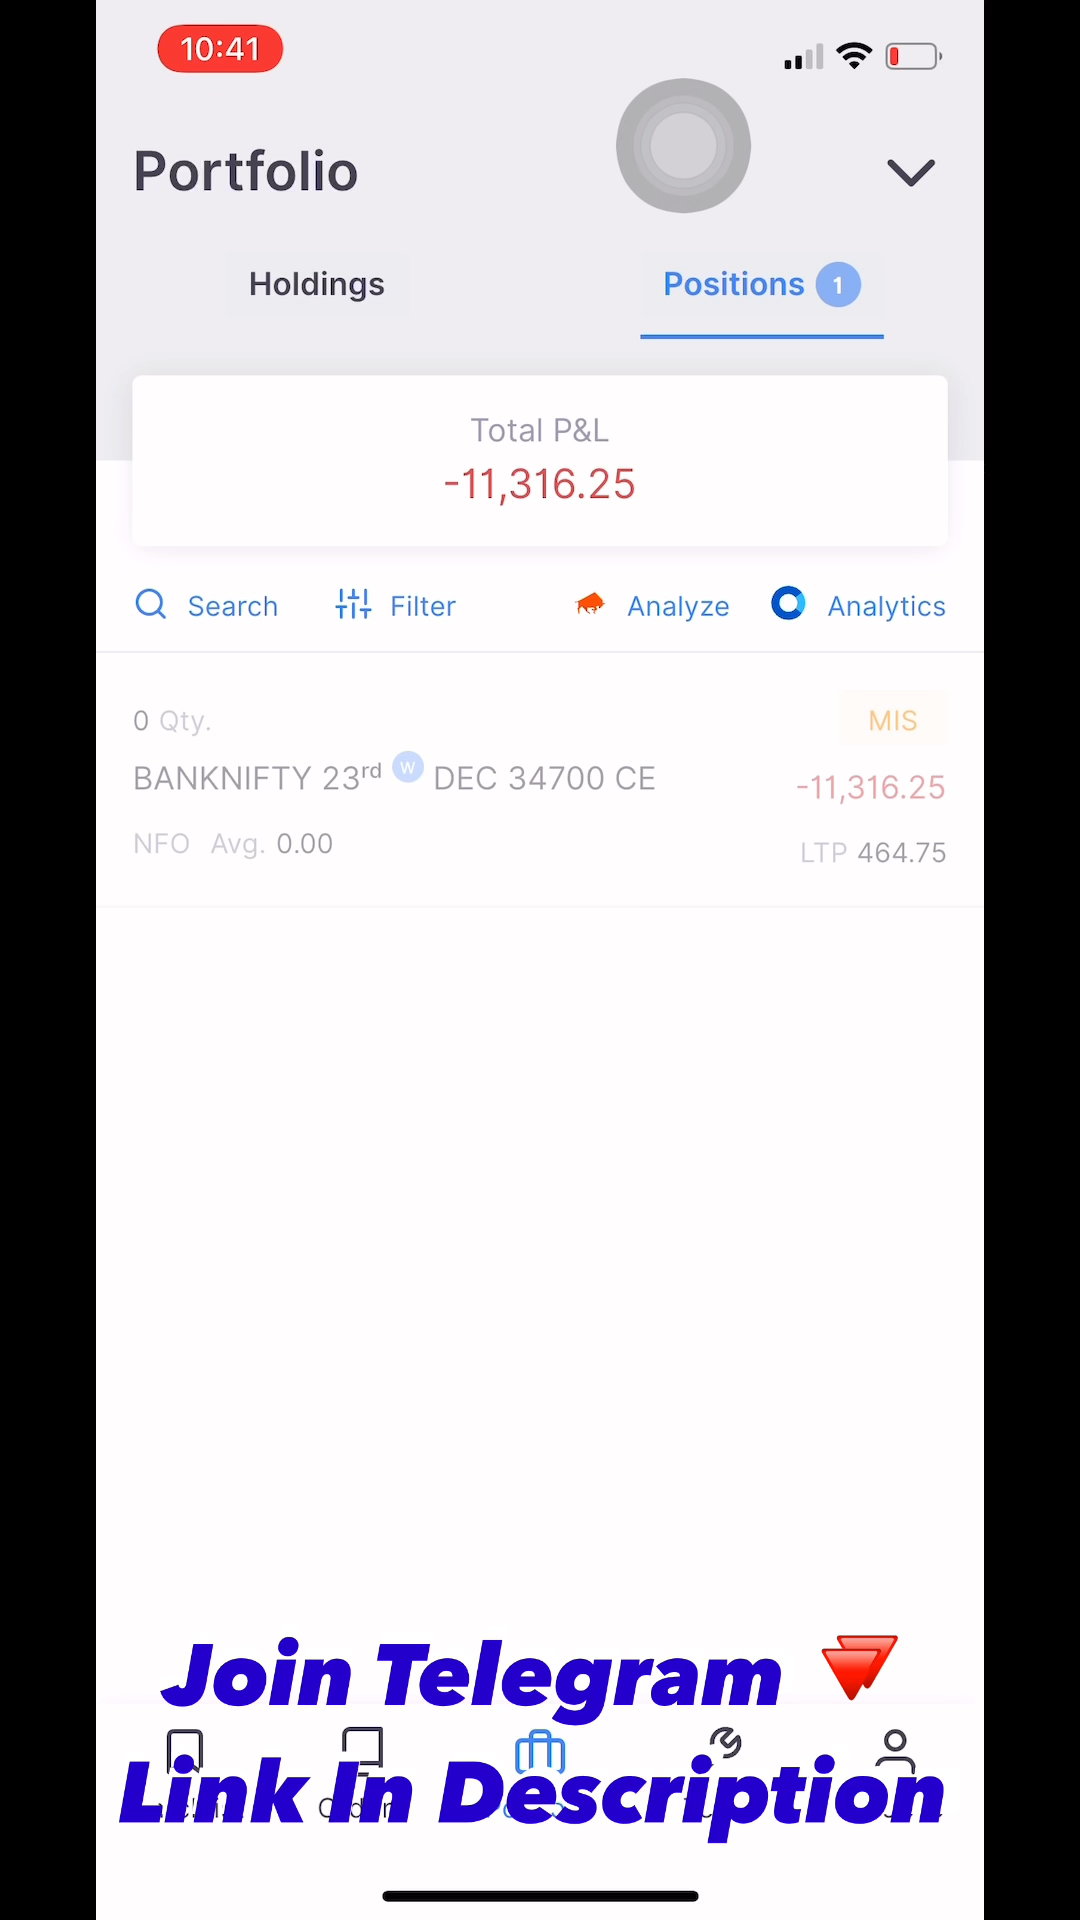 10:41
Portfolio
Holdings
Positions 1
Total P&L
-11,316.25
Search Filter Analyze Analytics
0 Qty. MIS
BANKNIFTY 23rd W DEC 34700 CE
-11,316.25
NFO Avg. 0.00
LTP 464.75
Join Telegram
Link In Description